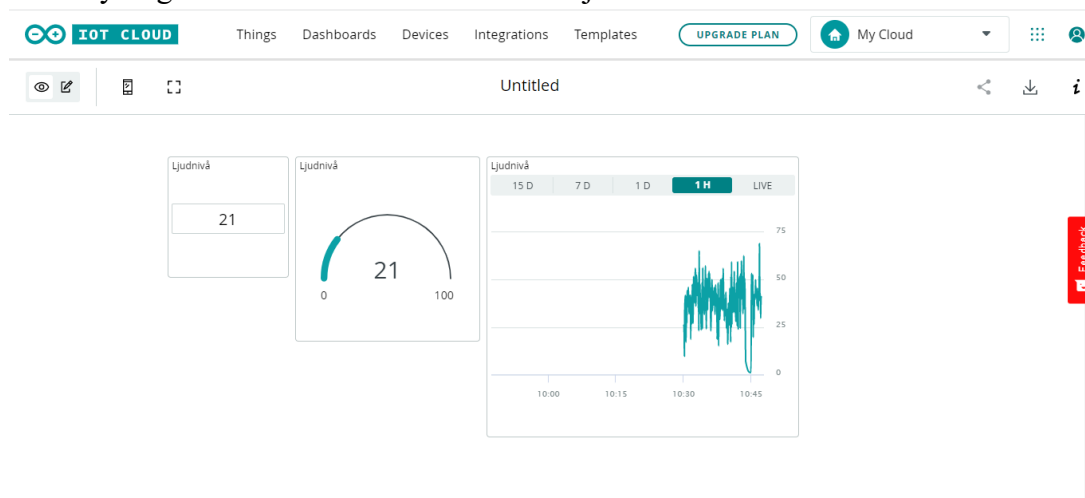 IOT CLOUD Things Dashboards Devices Integrations Templates UPGRADE PLAN My Cloud
Untitled
i
Ljudnivå
21
Ljudnivå
21
0 100
Ljudnivå
15 D 7 D 1 D 1 H LIVE
75
50
25
0
10:00 10:15 10:30 10:45
Feedback